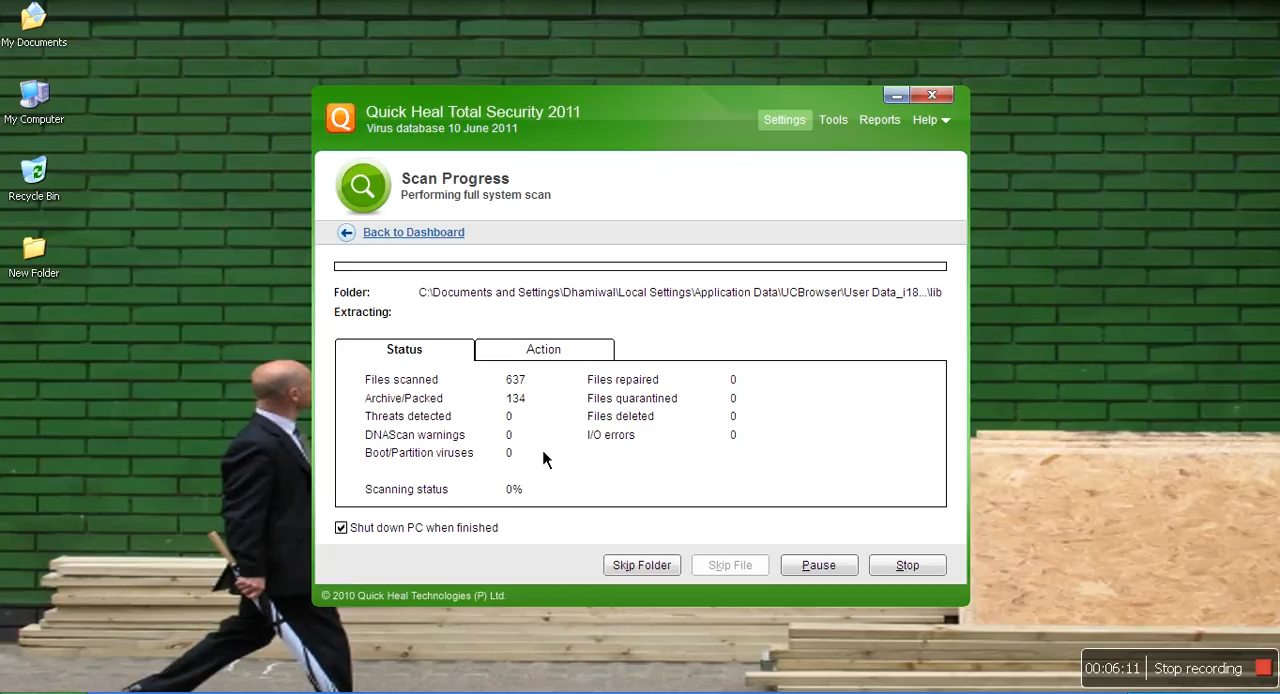 My Documents
My Computer
Recycle Bin
New Folder
Q
Quick Heal Total Security 2011
Virus database 10 June 2011
Settings Tools Reports Help
Scan Progress
Performing full system scan
Back to Dashboard
Folder: C:\Documents and Settings\Dhamiwal\Local Settings\Application Data\UCBrowser\User Data_i18...\lib
Extracting:
Status Action
Files scanned 637 Files repaired 0
Archive/Packed 134 Files quarantined 0
Threats detected 0 Files deleted 0
DNAScan warnings 0 I/O errors 0
Boot/Partition viruses 0
Scanning status 0%
Shut down PC when finished
Skip Folder Skip File Pause Stop
© 2010 Quick Heal Technologies (P) Ltd.
00:06:11 Stop recording